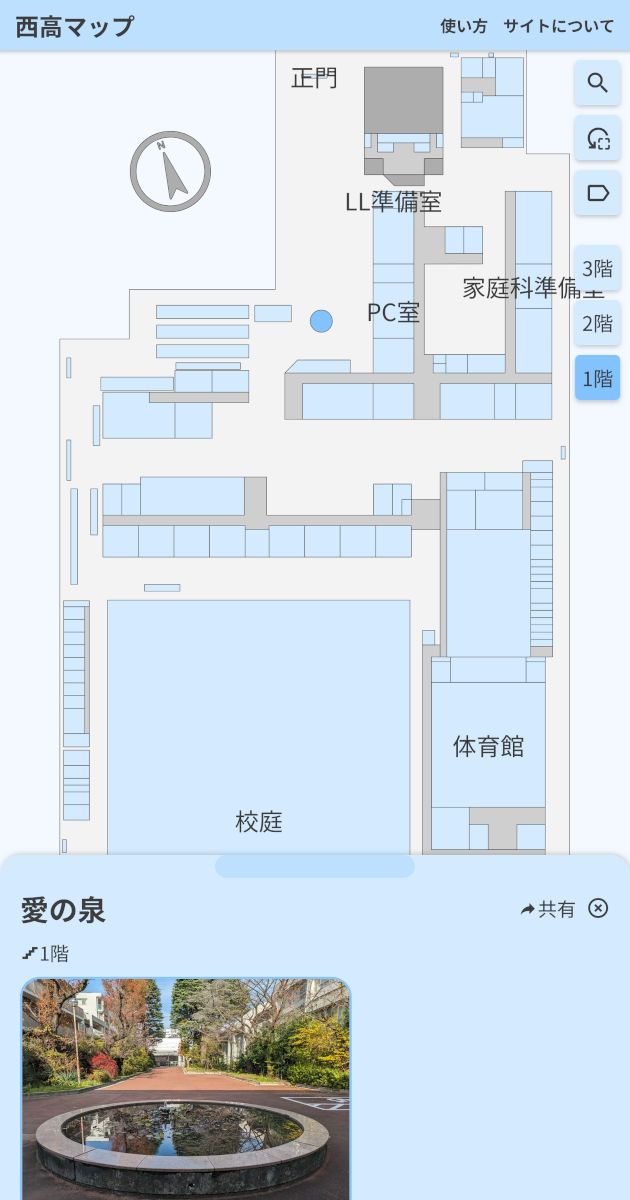 西高マップ
使い方 サイトについて
正門
N
LL準備室
3階
家庭科準備室
PC室
2階
1階
体育館
校庭
愛の泉
共有
1階